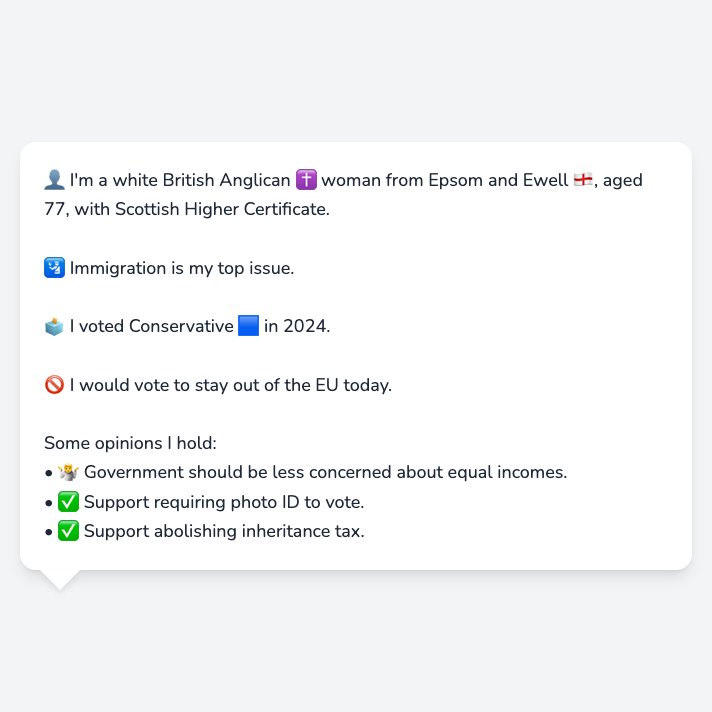 👤 I'm a white British Anglican ✝️ woman from Epsom and Ewell 🏴󠁧󠁢󠁥󠁮󠁧󠁿, aged
77, with Scottish Higher Certificate.
🛂 Immigration is my top issue.
🗳️ I voted Conservative 🟦 in 2024.
🚫 I would vote to stay out of the EU today.
Some opinions I hold:
• 🤷‍♀️ Government should be less concerned about equal incomes.
• ✅ Support requiring photo ID to vote.
• ✅ Support abolishing inheritance tax.